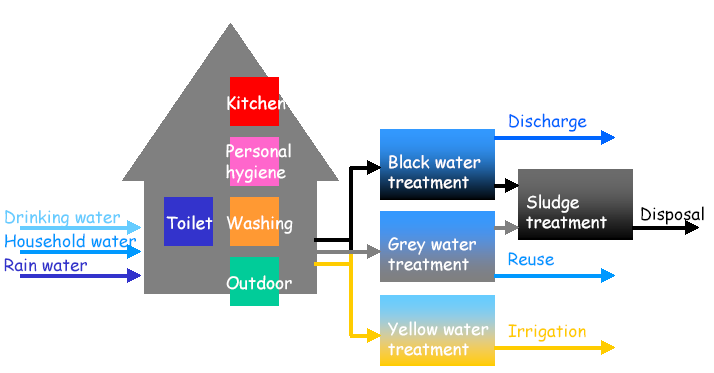 Kitchen
Personal
hygiene
Toilet
Washing
Outdoor
Drinking water
Household water
Rain water
Black water
treatment
Grey water
treatment
Yellow water
treatment
Sludge
treatment
Discharge
Disposal
Reuse
Irrigation